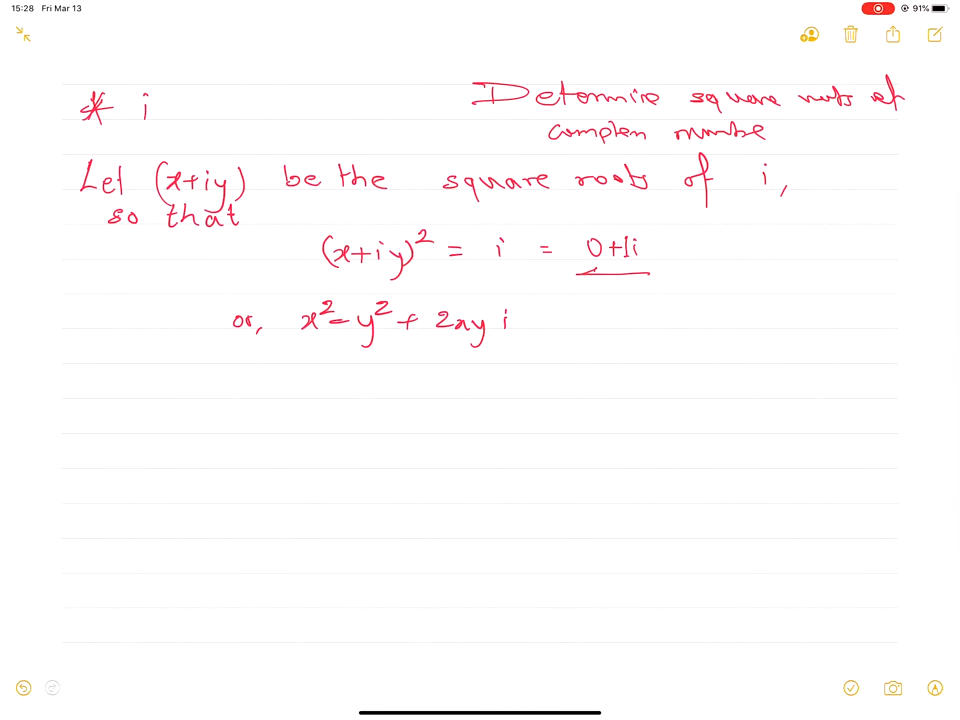 15:28 Fri Mar 13 91%
* i
Determine square roots of
complex number
Let (x+iy) be the square roots of i,
so that
(x+iy)² = i = 0+1i
or, x²-y² + 2xy i